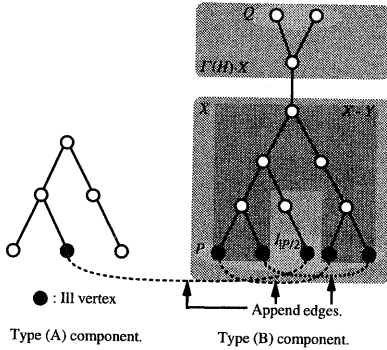 Q
Γ(H)-X
X
X - Y
P
I|P|/2
● : Ill vertex
Append edges.
Type (A) component.
Type (B) component.